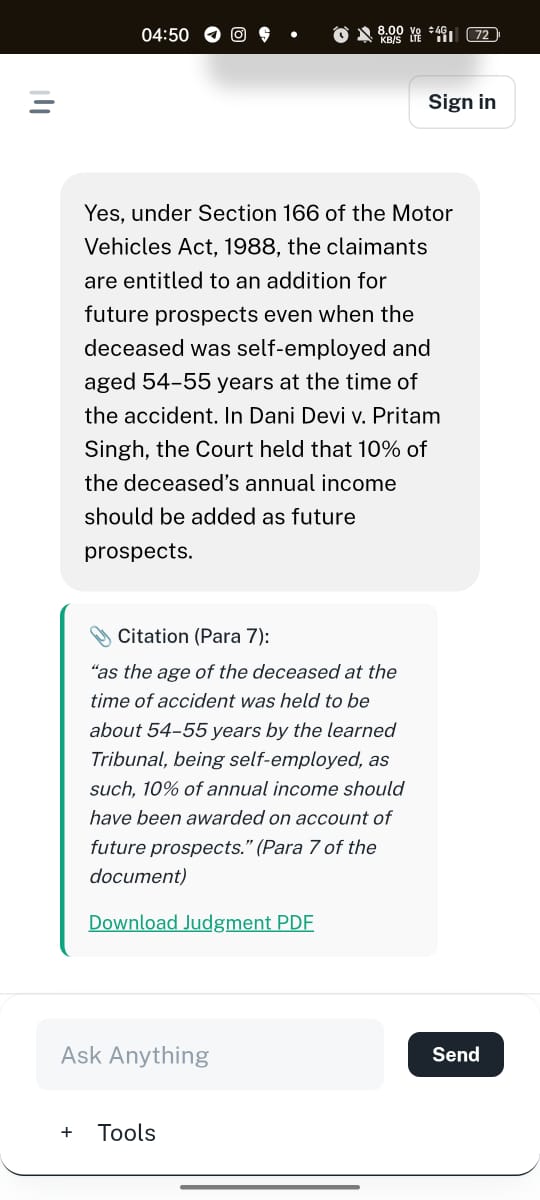 04:50 8.00 KB/S Vo LTE 4G 72
Sign in
Yes, under Section 166 of the Motor
Vehicles Act, 1988, the claimants
are entitled to an addition for
future prospects even when the
deceased was self-employed and
aged 54–55 years at the time of
the accident. In Dani Devi v. Pritam
Singh, the Court held that 10% of
the deceased’s annual income
should be added as future
prospects.
Citation (Para 7):
“as the age of the deceased at the
time of accident was held to be
about 54–55 years by the learned
Tribunal, being self-employed, as
such, 10% of annual income should
have been awarded on account of
future prospects.” (Para 7 of the
document)
Download Judgment PDF
Ask Anything
Send
+ Tools